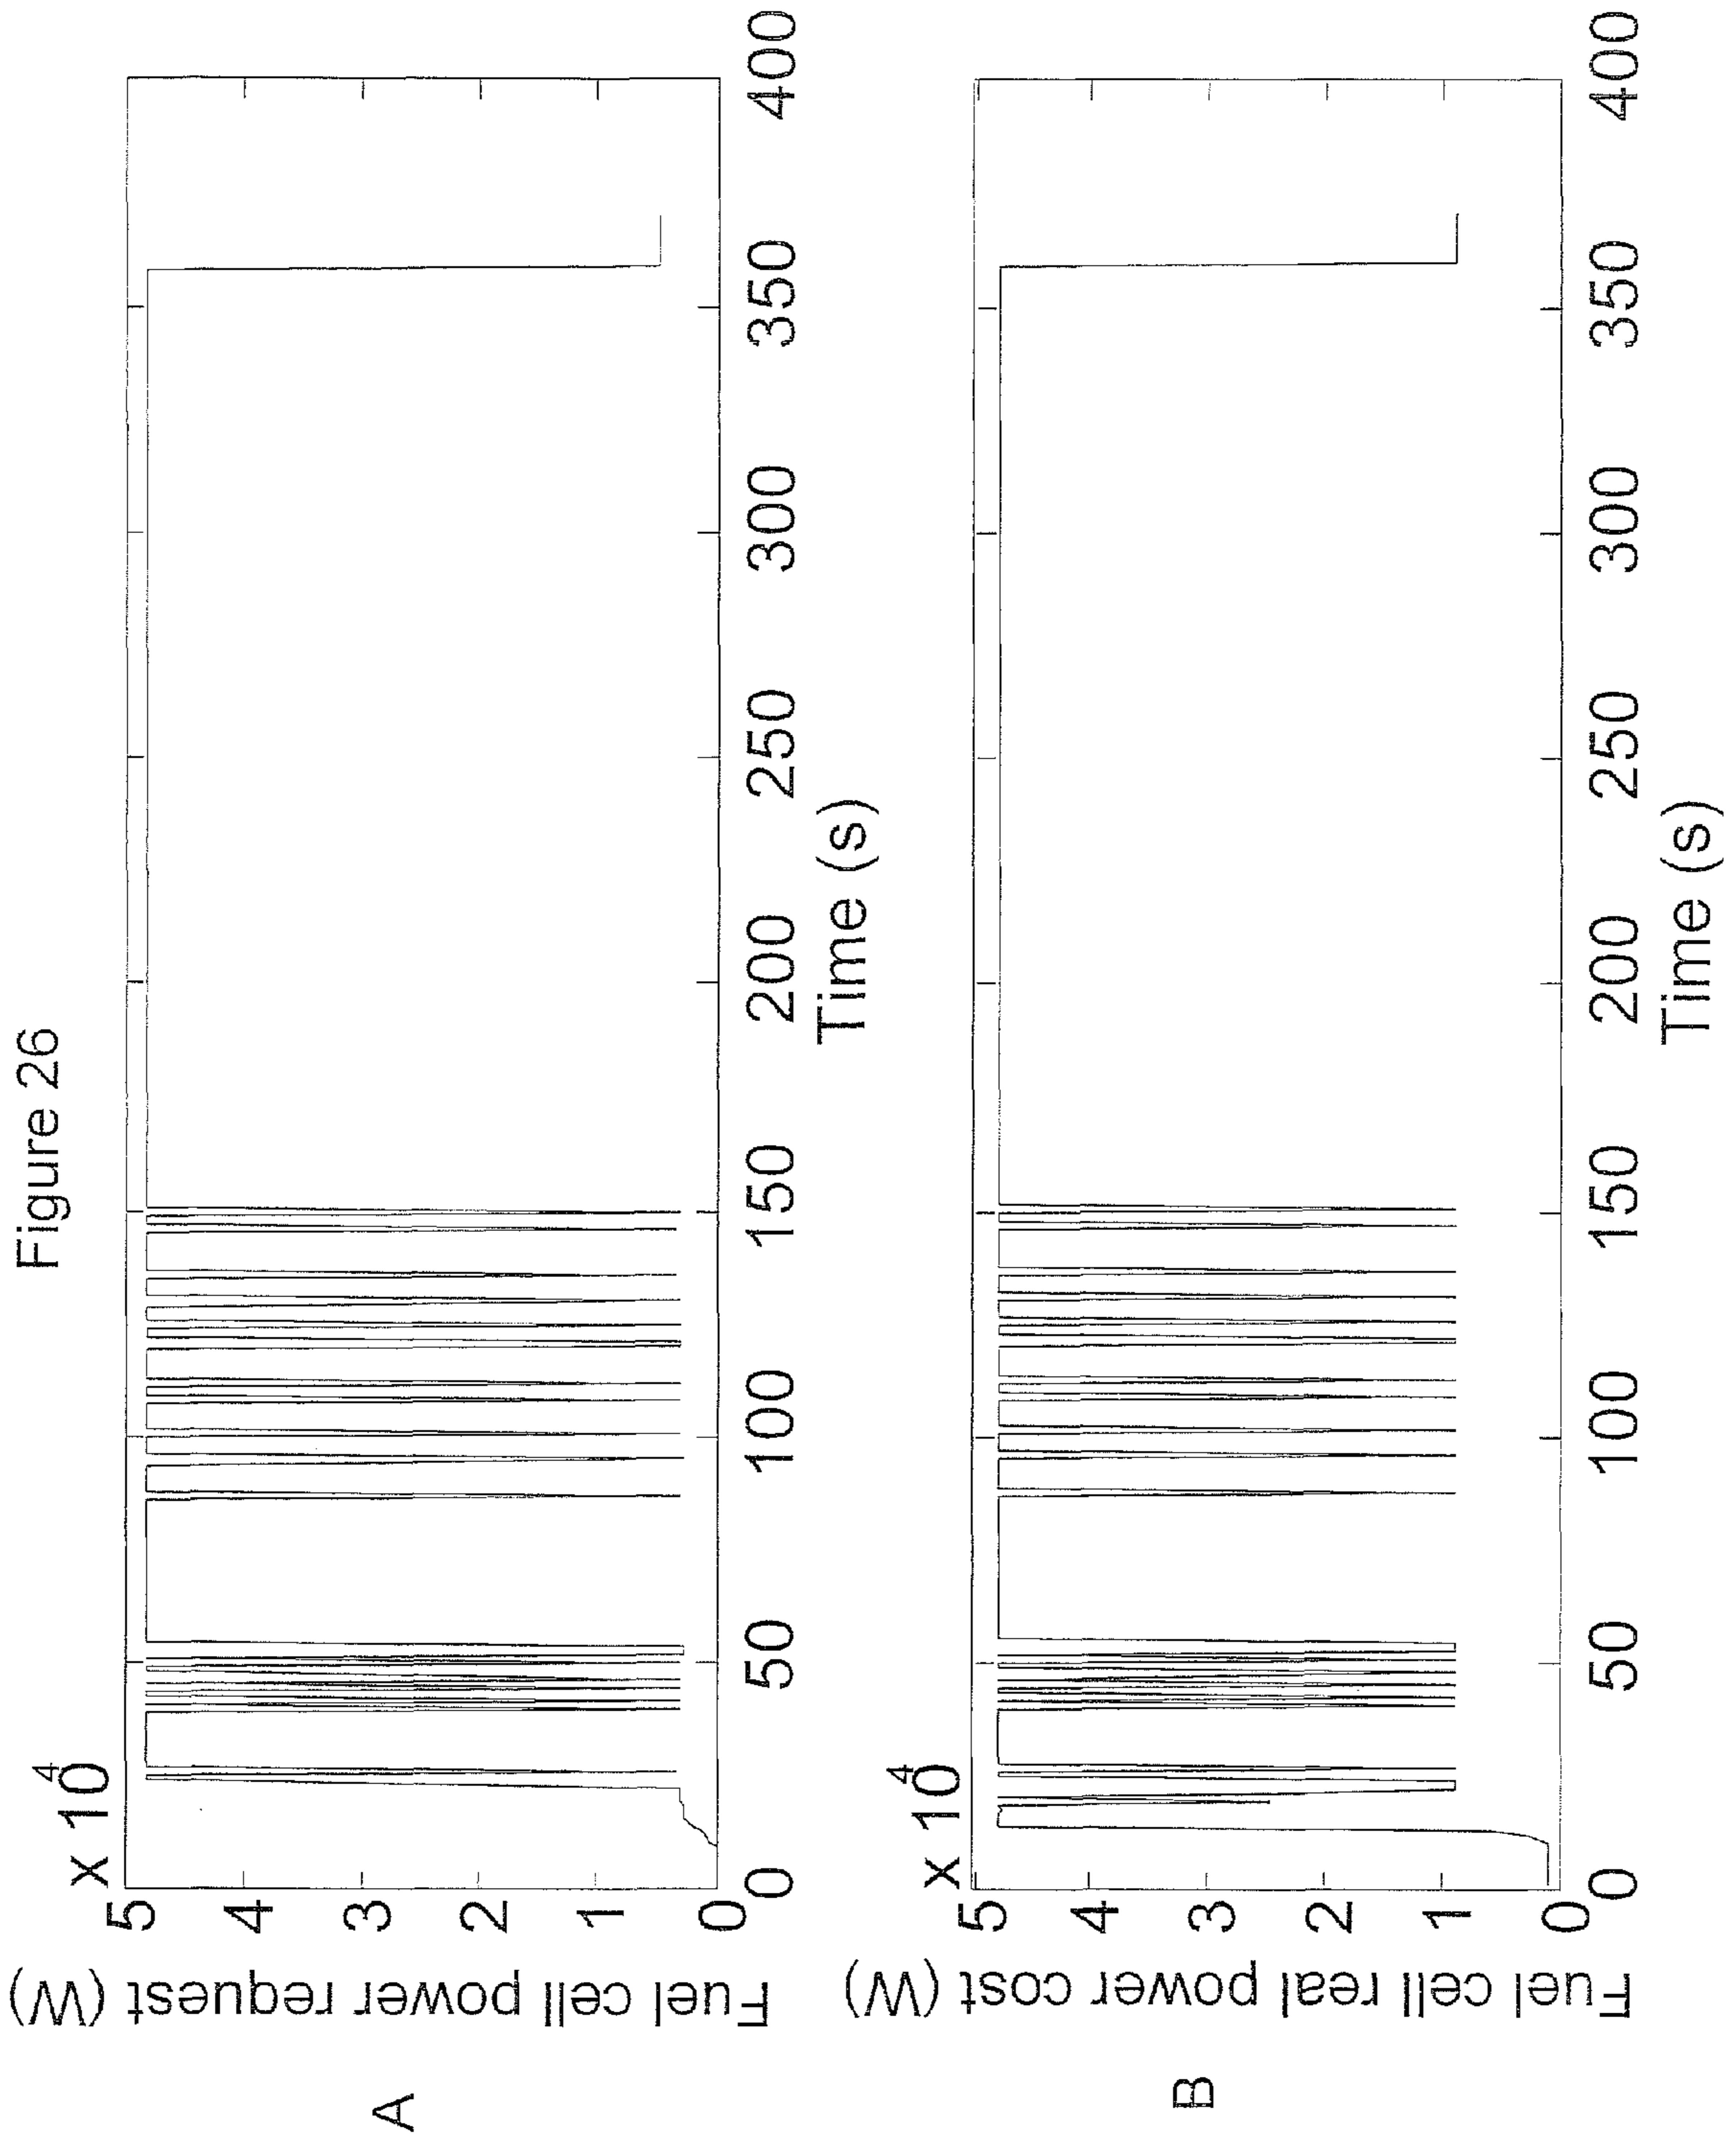 Figure 26
A
Fuel cell power request (W)
x 10 4
5
4
3
2
1
0
0 50 100 150 200 250 300 350 400
Time (s)
B
Fuel cell real power cost (W)
x 10 4
5
4
3
2
1
0
0 50 100 150 200 250 300 350 400
Time (s)